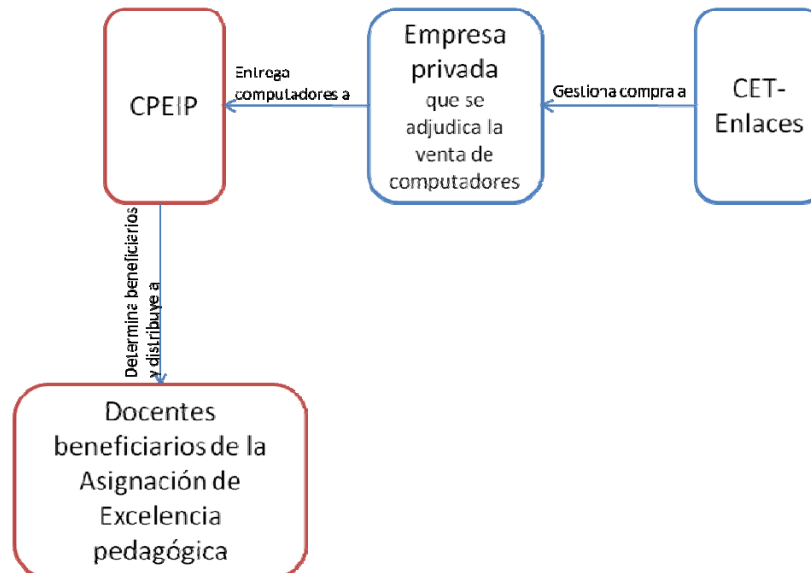 CPEIP
Entrega
computadores a
Empresa
privada
que se
adjudica la
venta de
computadores
Gestiona compra a
CET-
Enlaces
Determina beneficiarios
y distribuye a
Docentes
beneficiarios de la
Asignación de
Excelencia
pedagógica